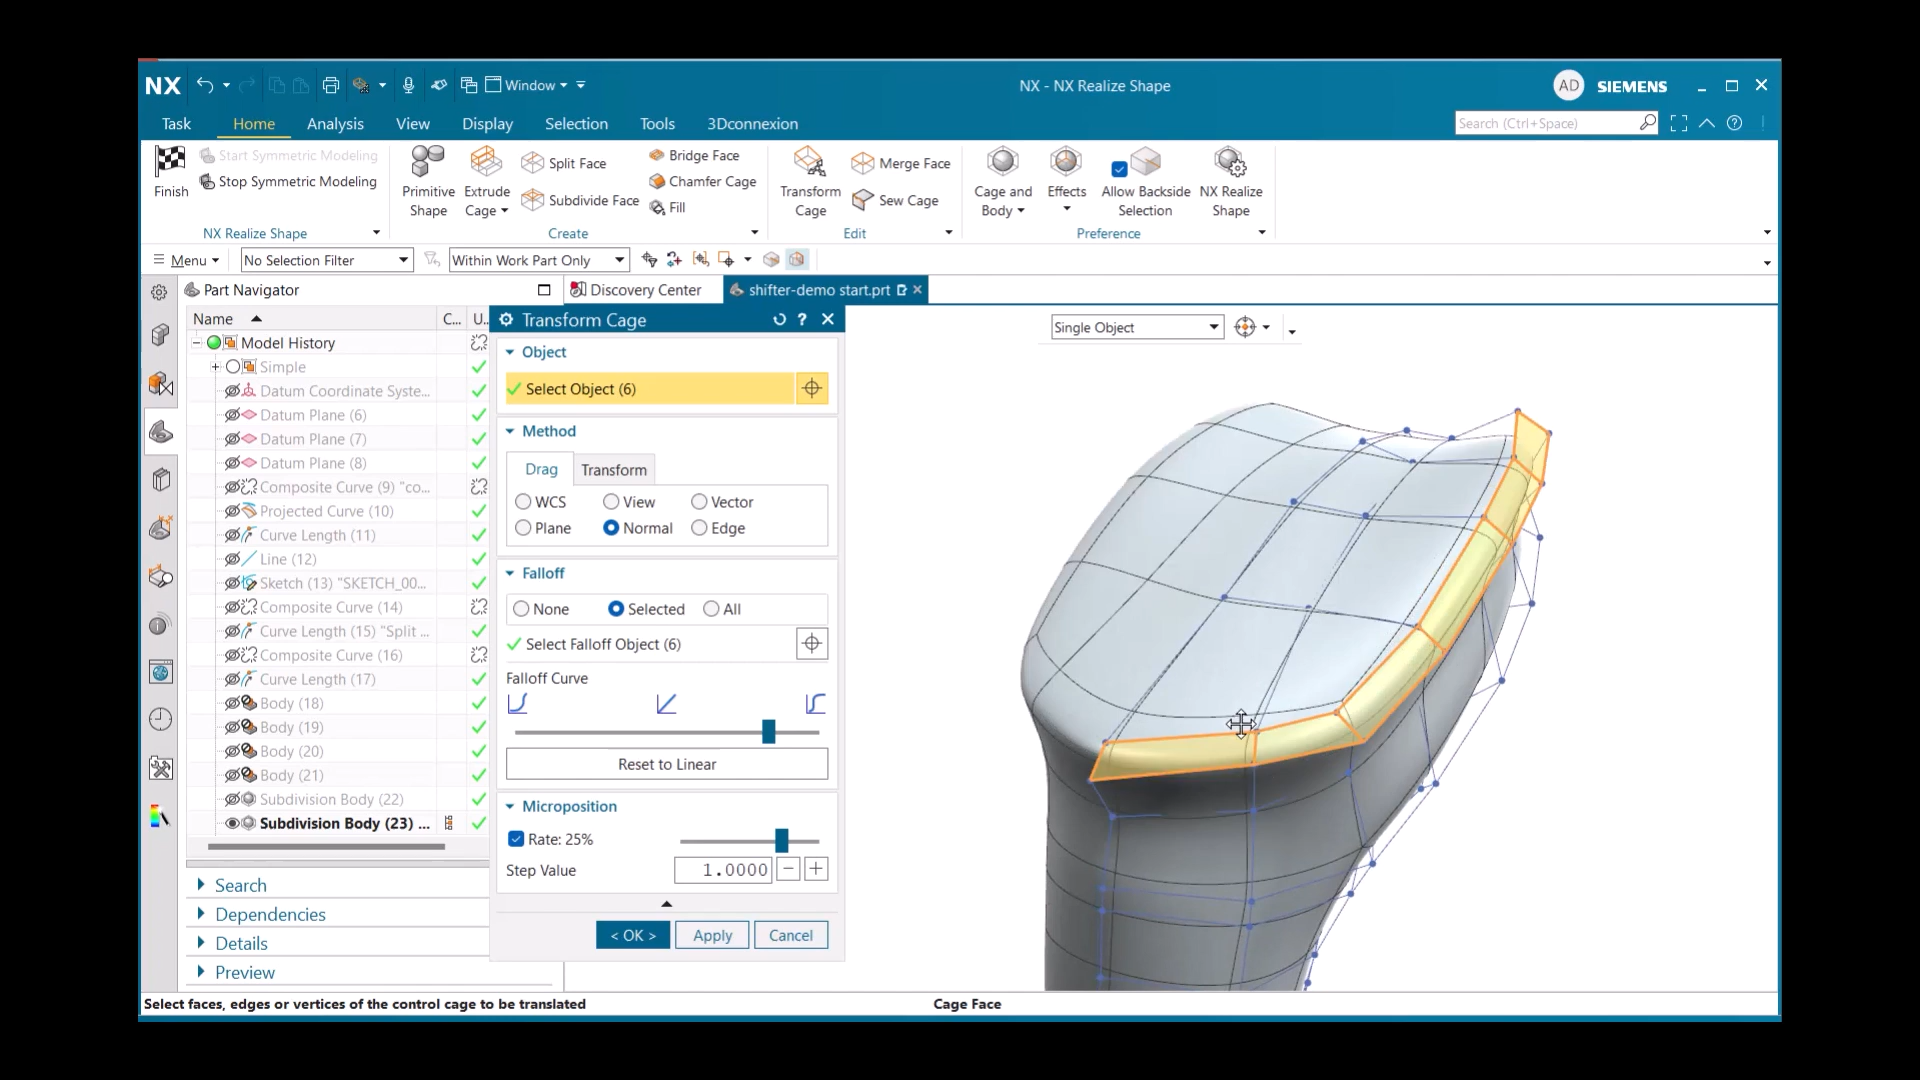 NX
Window
NX - NX Realize Shape
AD
SIEMENS
Task
Home
Analysis
View
Display
Selection
Tools
3Dconnexion
Search (Ctrl+Space)
Finish
Start Symmetric Modeling
Stop Symmetric Modeling
NX Realize Shape
Primitive Shape
Extrude Cage
Split Face
Subdivide Face
Bridge Face
Chamfer Cage
Fill
Create
Transform Cage
Merge Face
Sew Cage
Edit
Cage and Body
Effects
Allow Backside Selection
NX Realize Shape
Preference
Menu
No Selection Filter
Within Work Part Only
Part Navigator
Discovery Center
shifter-demo start.prt
Name
C...
U...
Model History
Simple
Datum Coordinate Syste...
Datum Plane (6)
Datum Plane (7)
Datum Plane (8)
Composite Curve (9) "co...
Projected Curve (10)
Curve Length (11)
Line (12)
Sketch (13) "SKETCH_00...
Composite Curve (14)
Curve Length (15) "Split ...
Composite Curve (16)
Curve Length (17)
Body (18)
Body (19)
Body (20)
Body (21)
Subdivision Body (22)
Subdivision Body (23) ...
Search
Dependencies
Details
Preview
Transform Cage
Object
Select Object (6)
Method
Drag
Transform
WCS
View
Vector
Plane
Normal
Edge
Falloff
None
Selected
All
Select Falloff Object (6)
Falloff Curve
Reset to Linear
Microposition
Rate: 25%
Step Value
1.0000
< OK >
Apply
Cancel
Single Object
Select faces, edges or vertices of the control cage to be translated
Cage Face